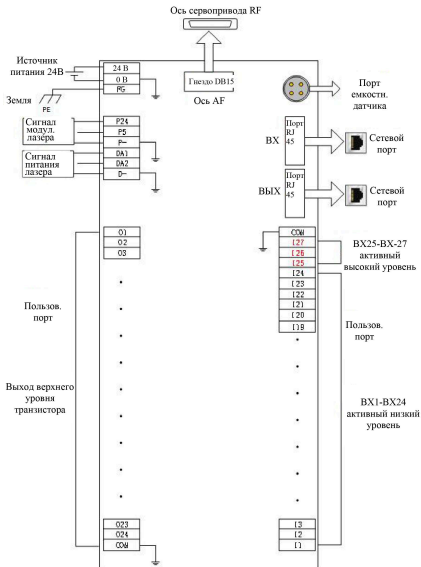 Ось сервопривода RF
Источник
питания 24В
24 В
0 В
PG
Земля
PE
Гнездо DB15
Ось AF
Порт
емкостн.
датчика
Сигнал
модул.
лазера
P24
P5
P-
Сигнал
питания
лазера
DA1
DA2
D-
ВХ
Порт
RJ
45
Сетевой
порт
ВЫХ
Порт
RJ
45
Сетевой
порт
O1
O2
O3
COM
I27
I26
I25
I24
I23
I22
I21
I20
I19
ВХ25-ВХ-27
активный
высокий уровень
Пользов.
порт
Пользов.
порт
Выход верхнего
уровня
транзистора
ВХ1-ВХ24
активный низкий
уровень
O23
O24
COM
I3
I2
I1